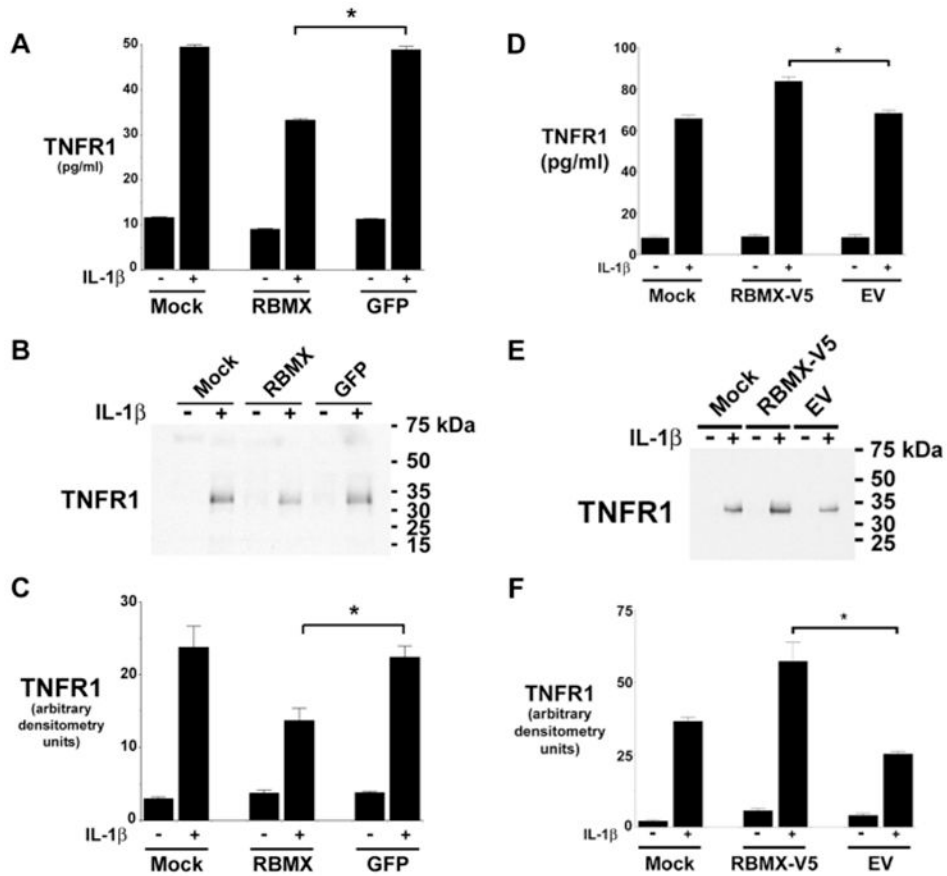 A
*
50
40
30
20
10
0
TNFR1
(pg/ml)
IL-1β - + - + - +
Mock RBMX GFP
B
Mock RBMX GFP
IL-1β - + - + - +
75 kDa
50
35
30
25
15
TNFR1
C
*
30
20
10
0
TNFR1
(arbitrary
densitometry
units)
IL-1β - + - + - +
Mock RBMX GFP
D
*
100
80
60
40
20
0
TNFR1
(pg/ml)
IL-1β - + - + - +
Mock RBMX-V5 EV
E
Mock RBMX-V5 EV
IL-1β - + - + - +
75 kDa
50
35
30
25
TNFR1
F
*
75
50
25
0
TNFR1
(arbitrary
densitometry
units)
IL-1β - + - + - +
Mock RBMX-V5 EV